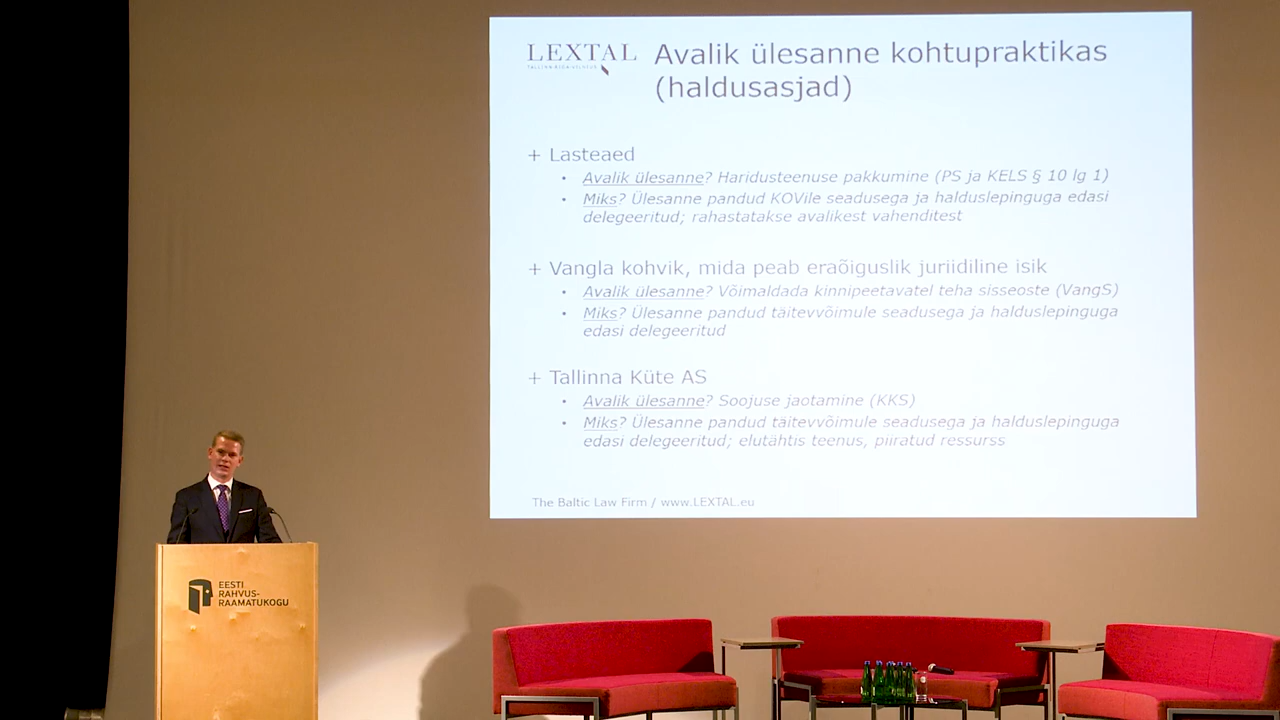 LEXTAL
Avalik ülesanne kohtupraktikas
(haldusasjad)
+ Lasteaed
• Avalik ülesanne? Haridusteenuse pakkumine (PS ja KELS § 10 lg 1)
• Miks? Ülesanne pandud KOVile seadusega ja halduslepinguga edasi
delegeeritud; rahastatakse avalikest vahenditest
+ Vangla kohvik, mida peab eraõiguslik juriidiline isik
• Avalik ülesanne? Võimaldada kinnipeetavatel teha sisseoste (VangS)
• Miks? Ülesanne pandud täitevvõimule seadusega ja halduslepinguga
edasi delegeeritud
+ Tallinna Küte AS
• Avalik ülesanne? Soojuse jaotamine (KKS)
• Miks? Ülesanne pandud täitevvõimule seadusega ja halduslepinguga
edasi delegeeritud; elutähtis teenus, piiratud ressurss
The Baltic Law Firm / www.LEXTAL.eu
EESTI
RAHVUS-
RAAMATUKOGU